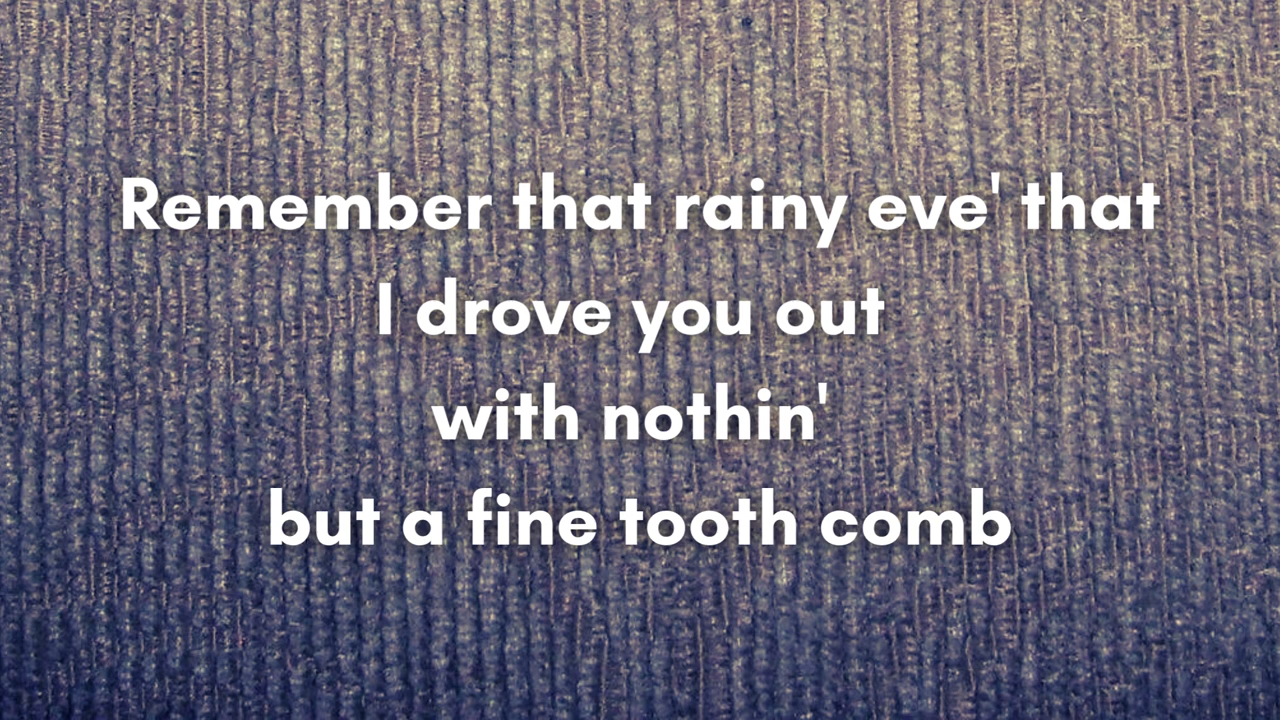 Remember that rainy eve' that
I drove you out
with nothin'
but a fine tooth comb